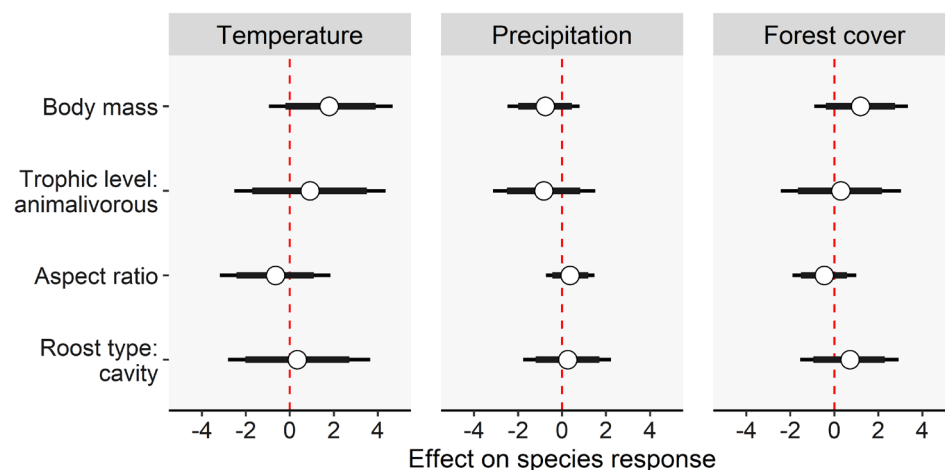 Temperature
Precipitation
Forest cover
Body mass
Trophic level:
animalivorous
Aspect ratio
Roost type:
cavity
-4 -2 0 2 4
-4 -2 0 2 4
-4 -2 0 2 4
Effect on species response